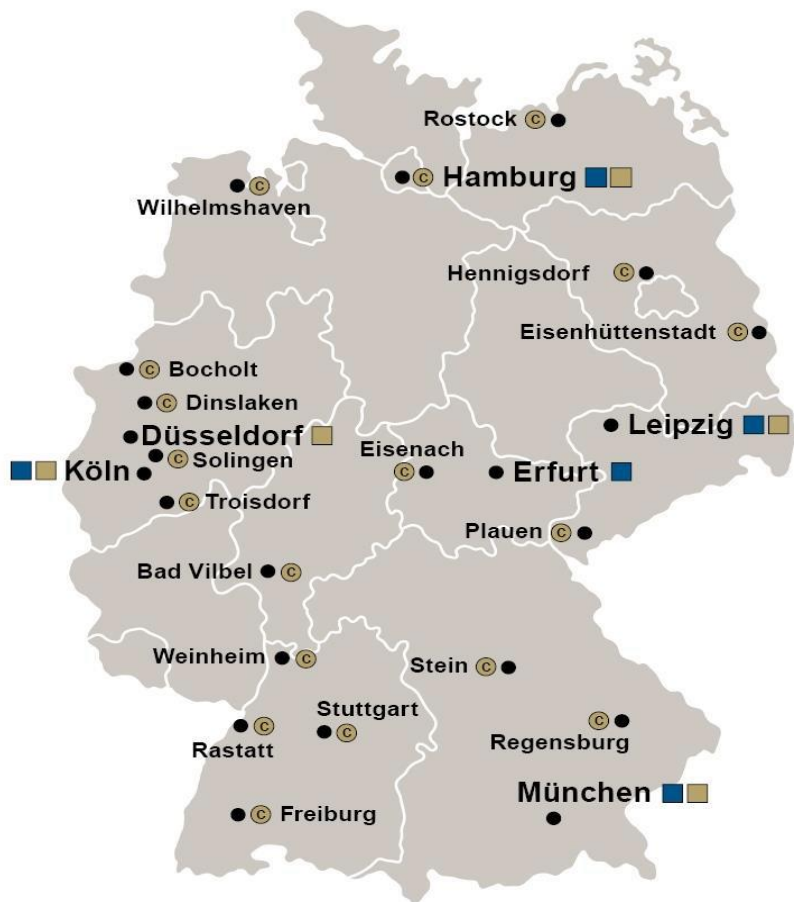 Rostock C
C Hamburg
C
Wilhelmshaven
Hennigsdorf C
Eisenhüttenstadt C
C Bocholt
C Dinslaken
Düsseldorf
Leipzig
Eisenach
C Solingen
Köln
C
Erfurt
C Troisdorf
Plauen C
Bad Vilbel C
Weinheim C
Stein C
Stuttgart
C
C
C
Rastatt
Regensburg
München
C Freiburg